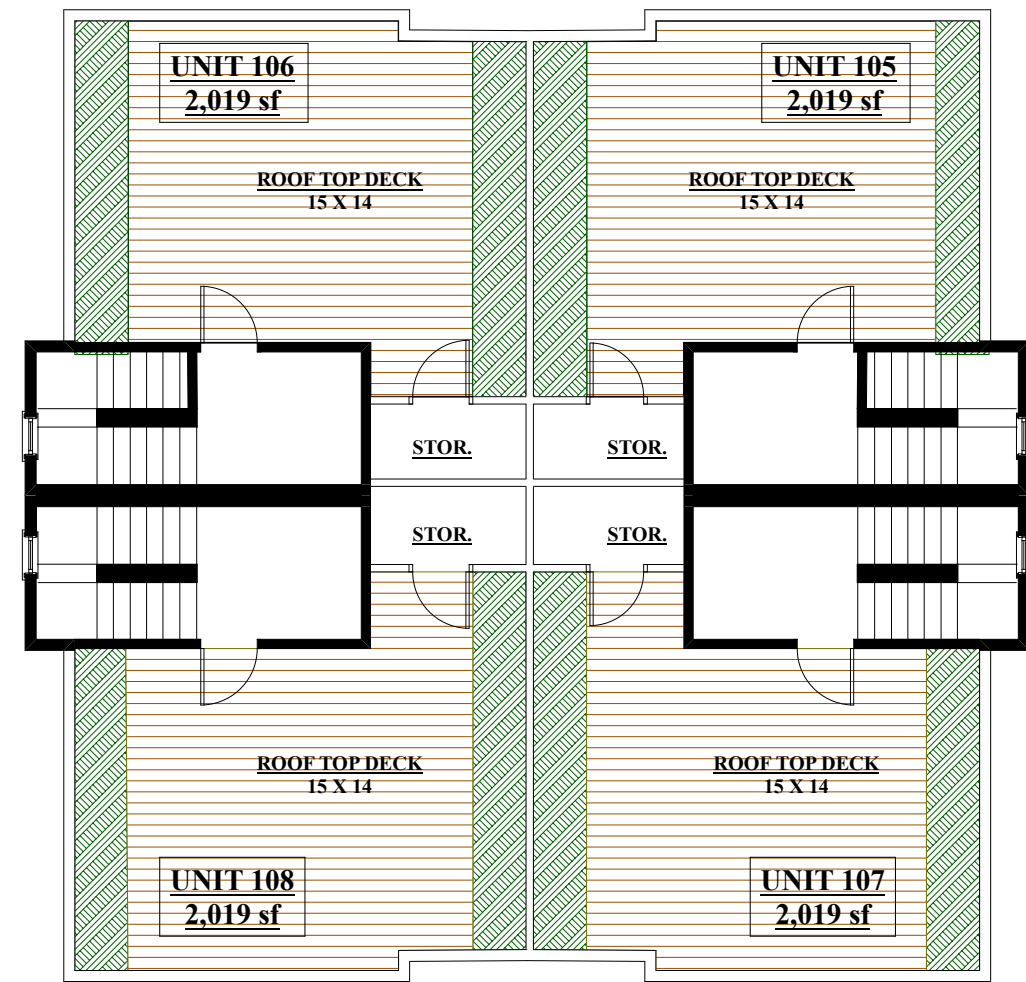 UNIT 106
2,019 sf
UNIT 105
2,019 sf
ROOF TOP DECK
15 X 14
ROOF TOP DECK
15 X 14
STOR.
STOR.
STOR.
STOR.
ROOF TOP DECK
15 X 14
ROOF TOP DECK
15 X 14
UNIT 108
2,019 sf
UNIT 107
2,019 sf